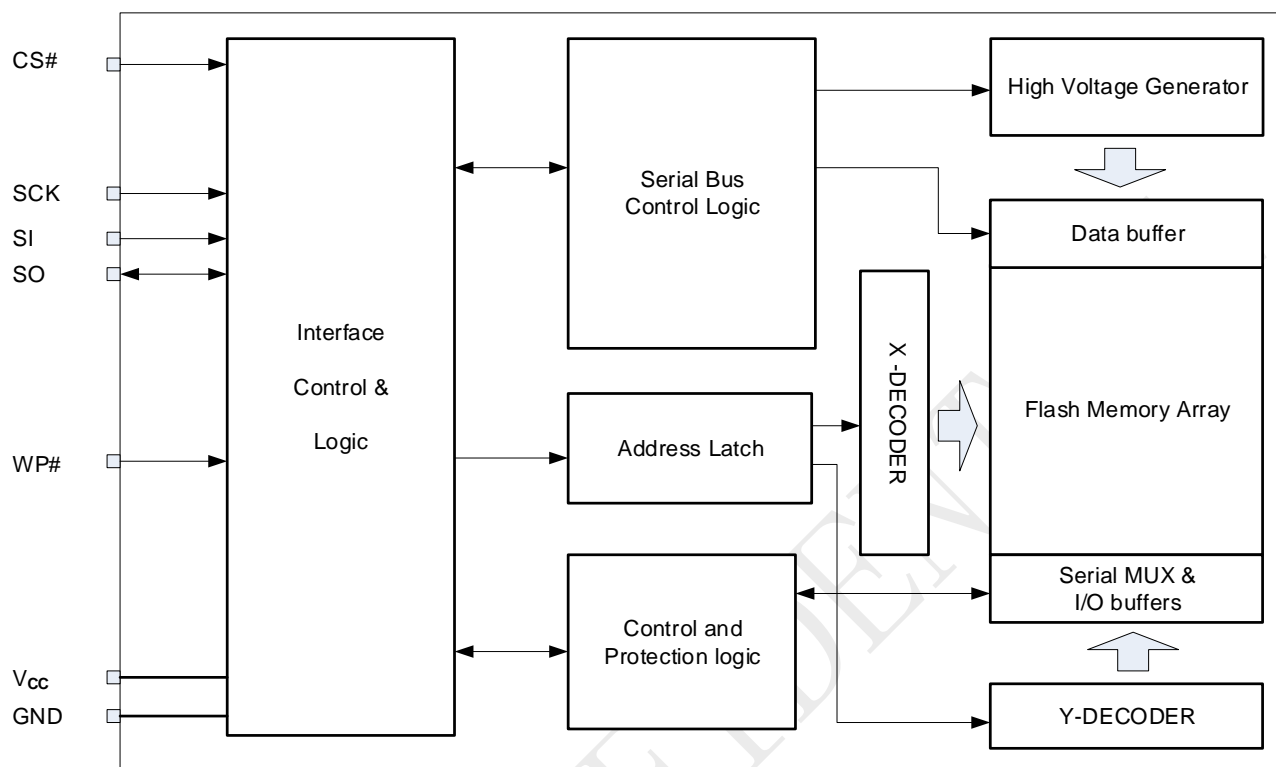 CS#
SCK
SI
SO
WP#
Vcc
GND
Interface
Control &
Logic
Serial Bus
Control Logic
Address Latch
Control and
Protection logic
X -DECODER
High Voltage Generator
Data buffer
Flash Memory Array
Serial MUX &
I/O buffers
Y-DECODER